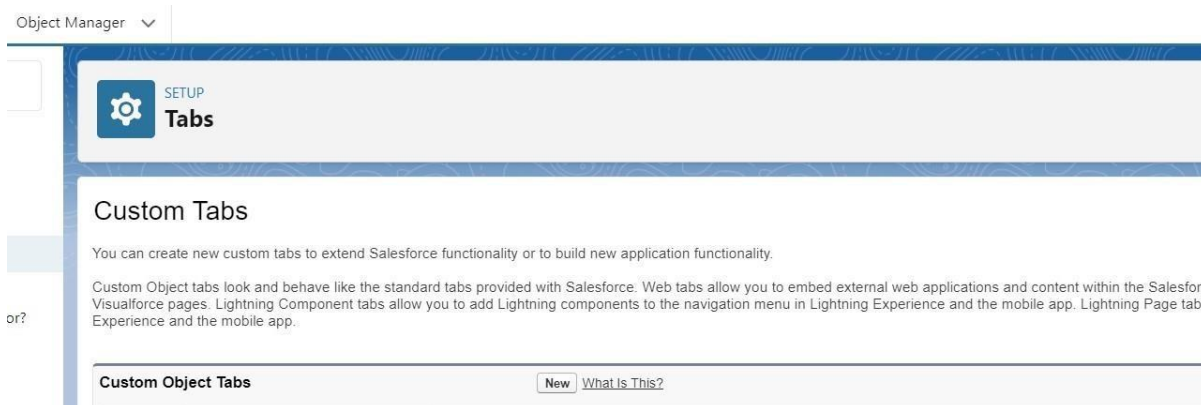 Object Manager
SETUP
Tabs
Custom Tabs
You can create new custom tabs to extend Salesforce functionality or to build new application functionality.
Custom Object tabs look and behave like the standard tabs provided with Salesforce. Web tabs allow you to embed external web applications and content within the Salesfor
Visualforce pages. Lightning Component tabs allow you to add Lightning components to the navigation menu in Lightning Experience and the mobile app. Lightning Page tab
or?
Experience and the mobile app.
Custom Object Tabs New What Is This?